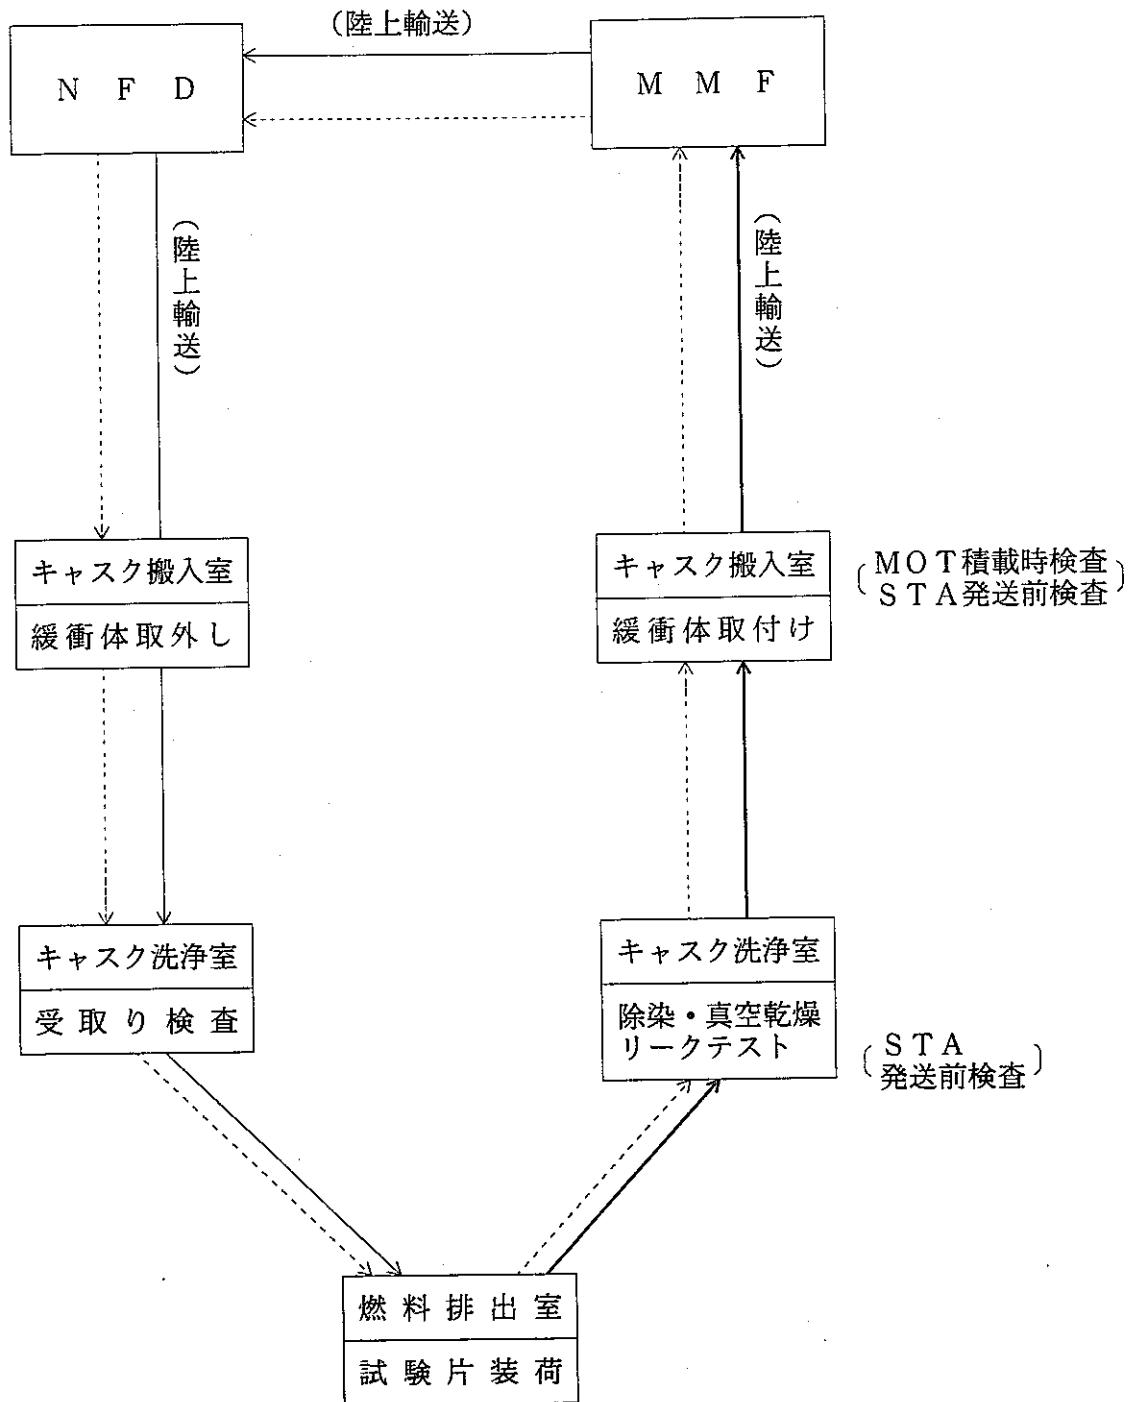 （陸上輸送）
ＮＦＤ
ＭＭＦ
（陸上輸送）
（陸上輸送）
キャスク搬入室
緩衝体取外し
キャスク搬入室
緩衝体取付け
ＭＯＴ積載時検査
ＳＴＡ発送前検査
キャスク洗浄室
受取り検査
キャスク洗浄室
除染・真空乾燥
リークテスト
ＳＴＡ
発送前検査
燃料排出室
試験片装荷